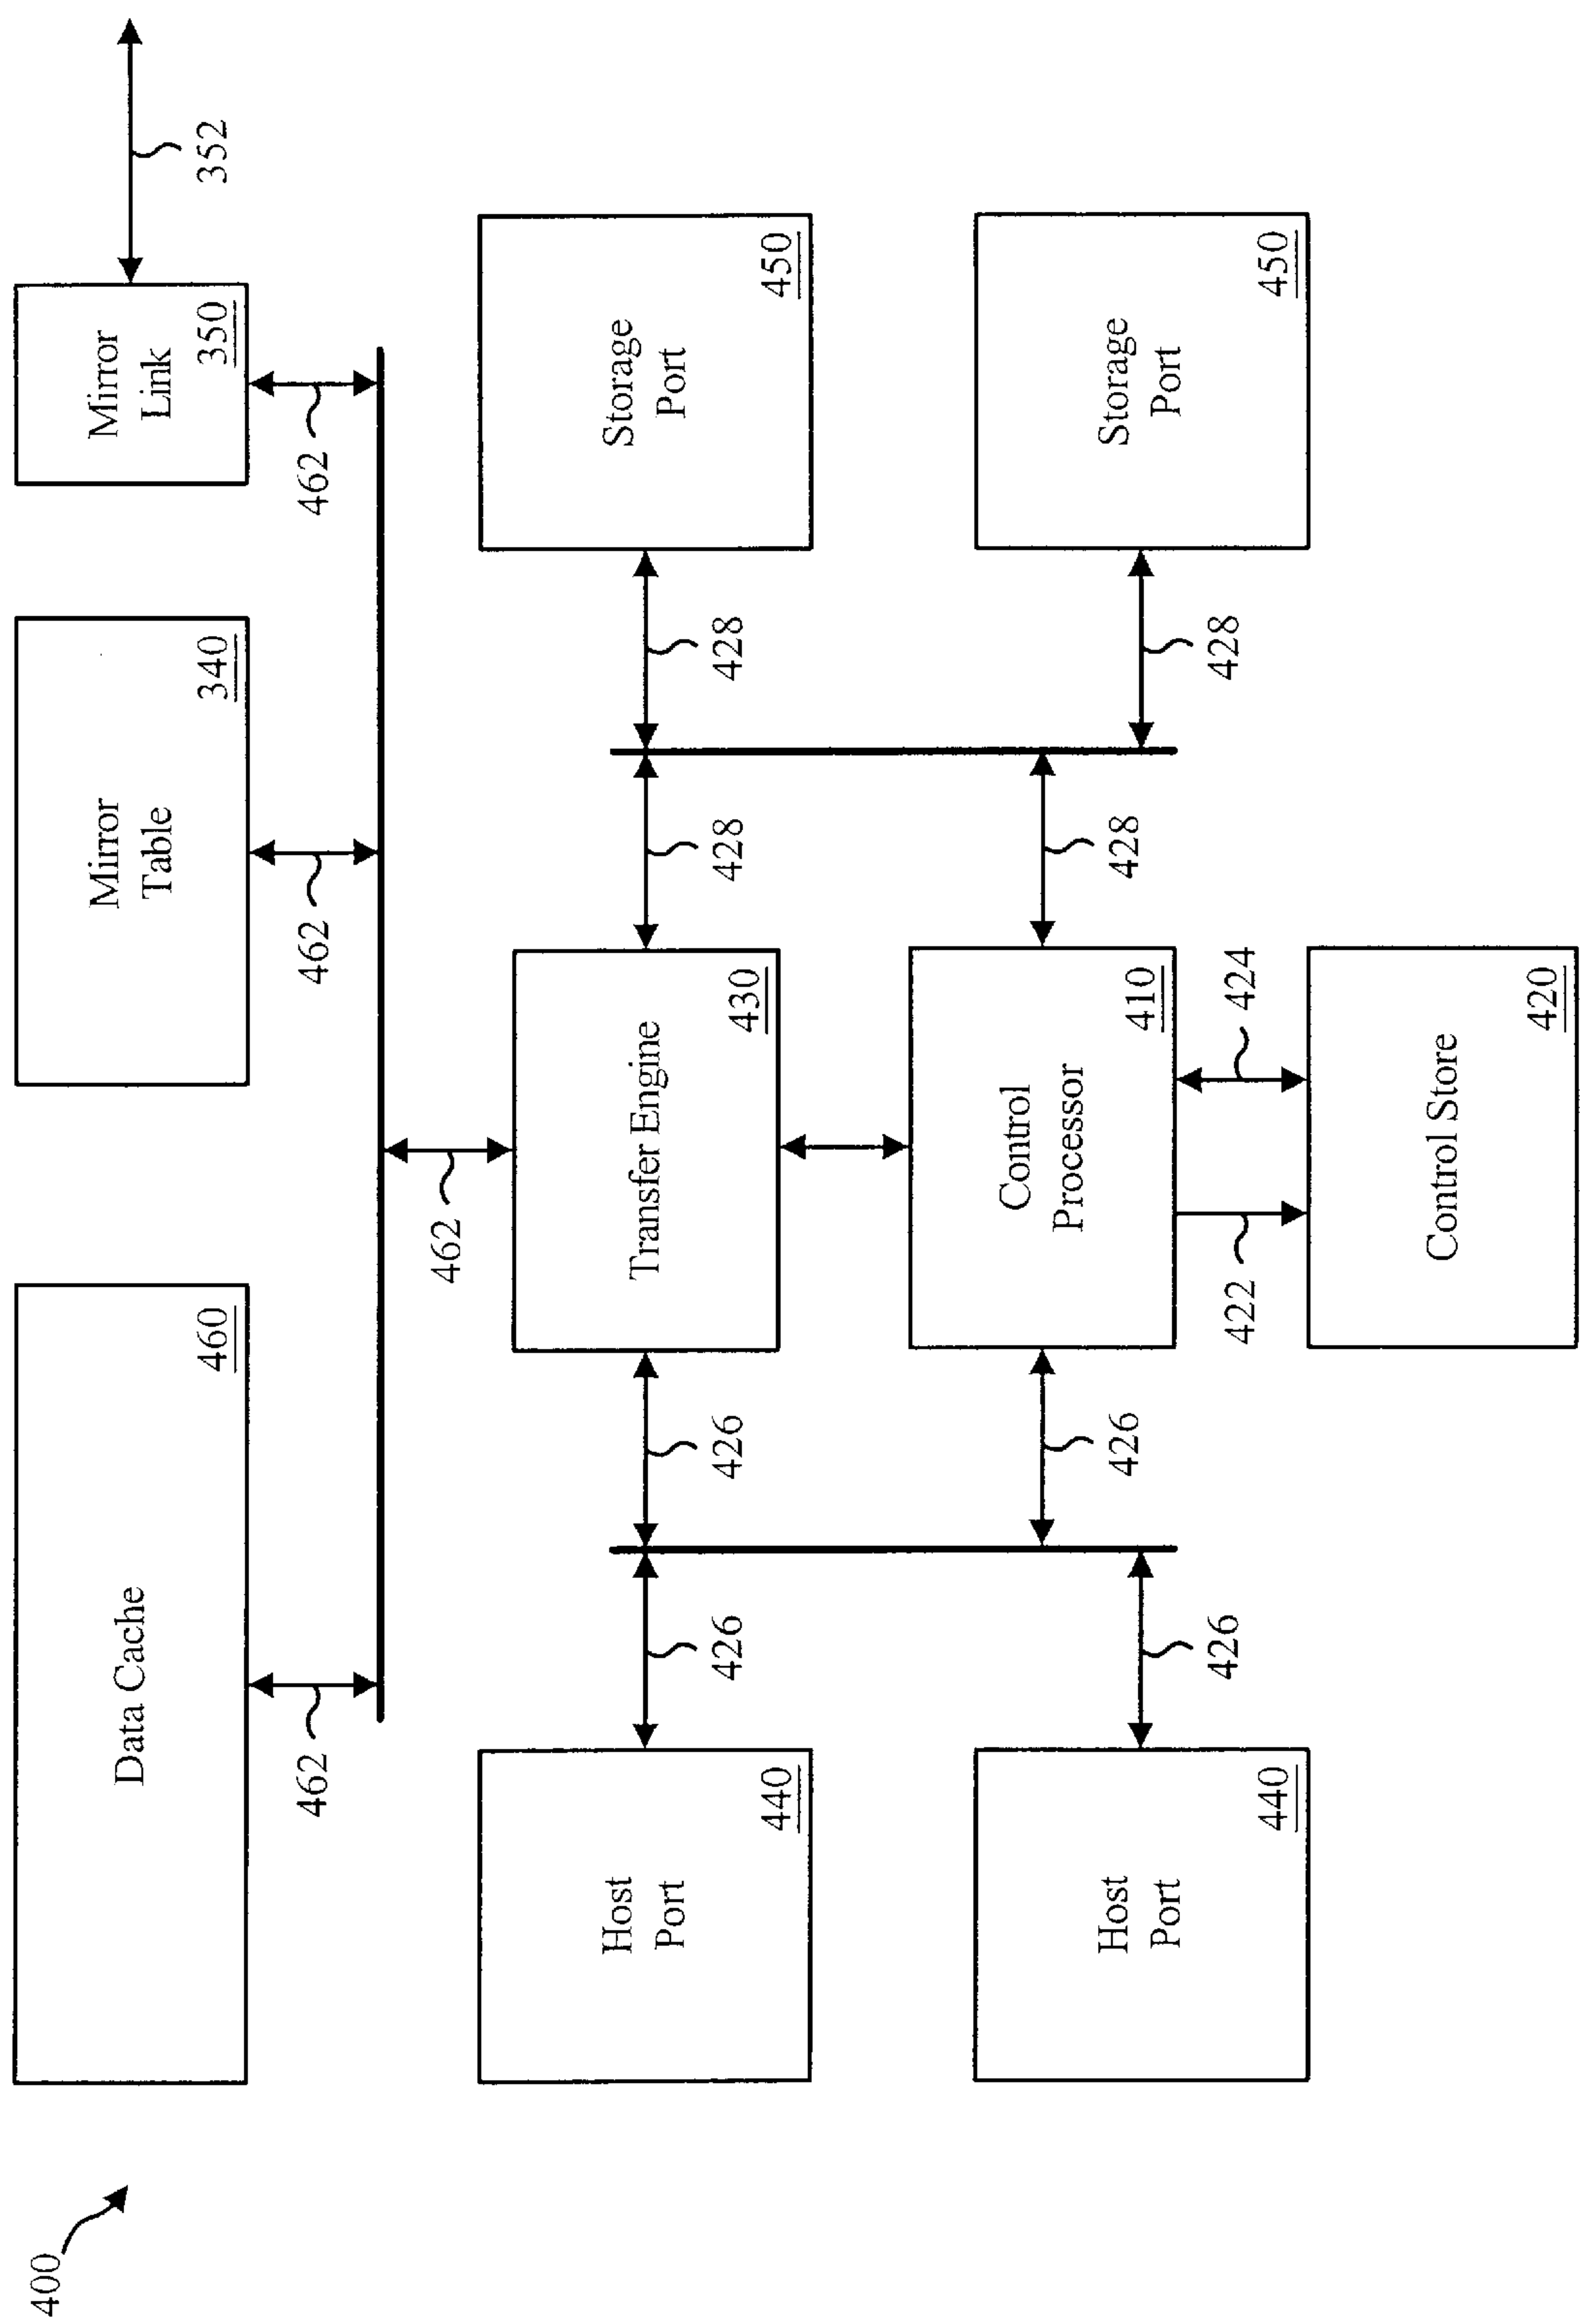 400
Data Cache
460
Mirror
Table
340
Mirror
Link
350
352
462
462
462
462
Host
Port
440
426
426
Transfer Engine
430
428
428
Storage
Port
450
Host
Port
440
426
426
Control
Processor
410
428
428
Storage
Port
450
422
424
Control Store
420